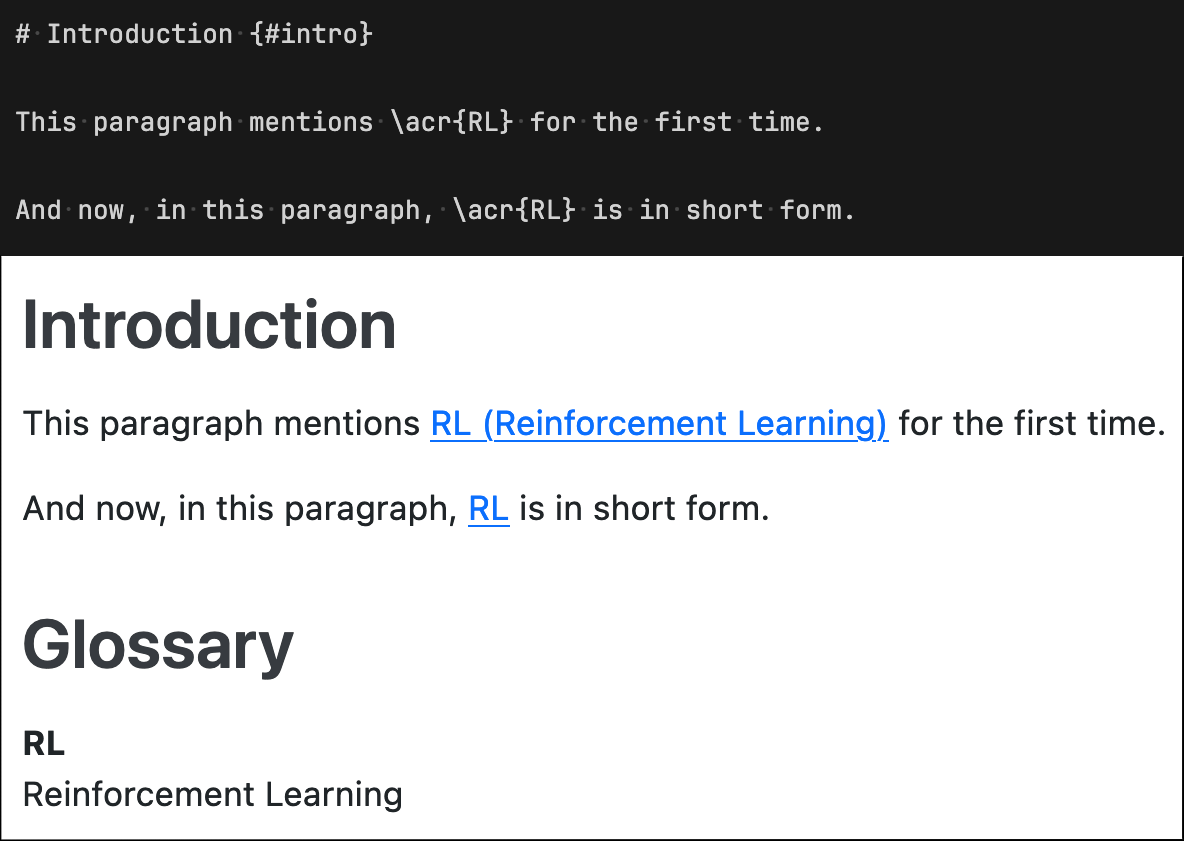 # Introduction {#intro}
This paragraph mentions \acr{RL} for the first time.
And now, in this paragraph, \acr{RL} is in short form.
Introduction
This paragraph mentions RL (Reinforcement Learning) for the first time.
And now, in this paragraph, RL is in short form.
Glossary
RL
Reinforcement Learning